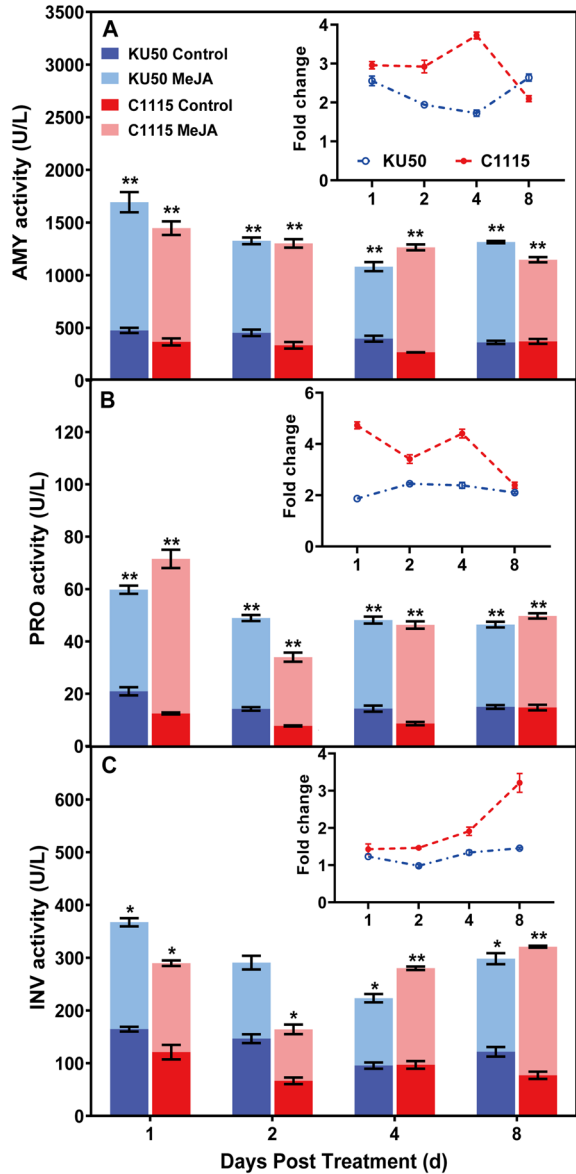 A
AMY activity (U/L)
3500
3000
2500
2000
1500
1000
500
0
KU50 Control
KU50 MeJA
C1115 Control
C1115 MeJA
** ** ** ** ** ** ** **
Fold change
4
3
2
1
0
KU50 C1115
1 2 4 8
B
PRO activity (U/L)
120
100
80
60
40
20
0
** ** ** ** ** ** ** **
Fold change
6
4
2
0
1 2 4 8
C
INV activity (U/L)
600
500
400
300
200
100
0
* * * * ** * **
Fold change
4
3
2
1
0
1 2 4 8
1 2 4 8
Days Post Treatment (d)